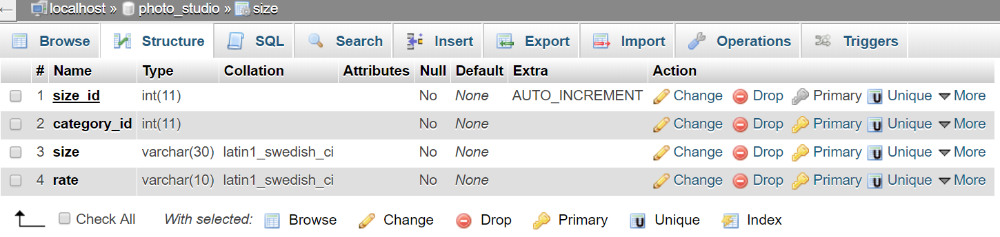 localhost » photo_studio » size
Browse Structure SQL Search Insert Export Import Operations Triggers
# Name Type Collation Attributes Null Default Extra Action
1 size_id int(11) No None AUTO_INCREMENT Change Drop Primary Unique More
2 category_id int(11) No None Change Drop Primary Unique More
3 size varchar(30) latin1_swedish_ci No None Change Drop Primary Unique More
4 rate varchar(10) latin1_swedish_ci No None Change Drop Primary Unique More
Check All With selected: Browse Change Drop Primary Unique Index